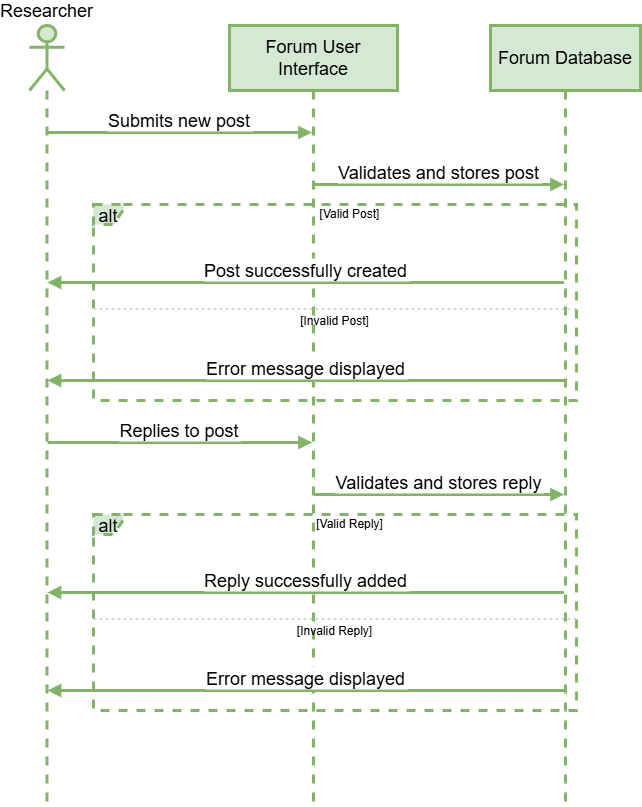 Researcher
Forum User
Interface
Forum Database
Submits new post
Validates and stores post
alt
[Valid Post]
Post successfully created
[Invalid Post]
Error message displayed
Replies to post
Validates and stores reply
alt
[Valid Reply]
Reply successfully added
[Invalid Reply]
Error message displayed